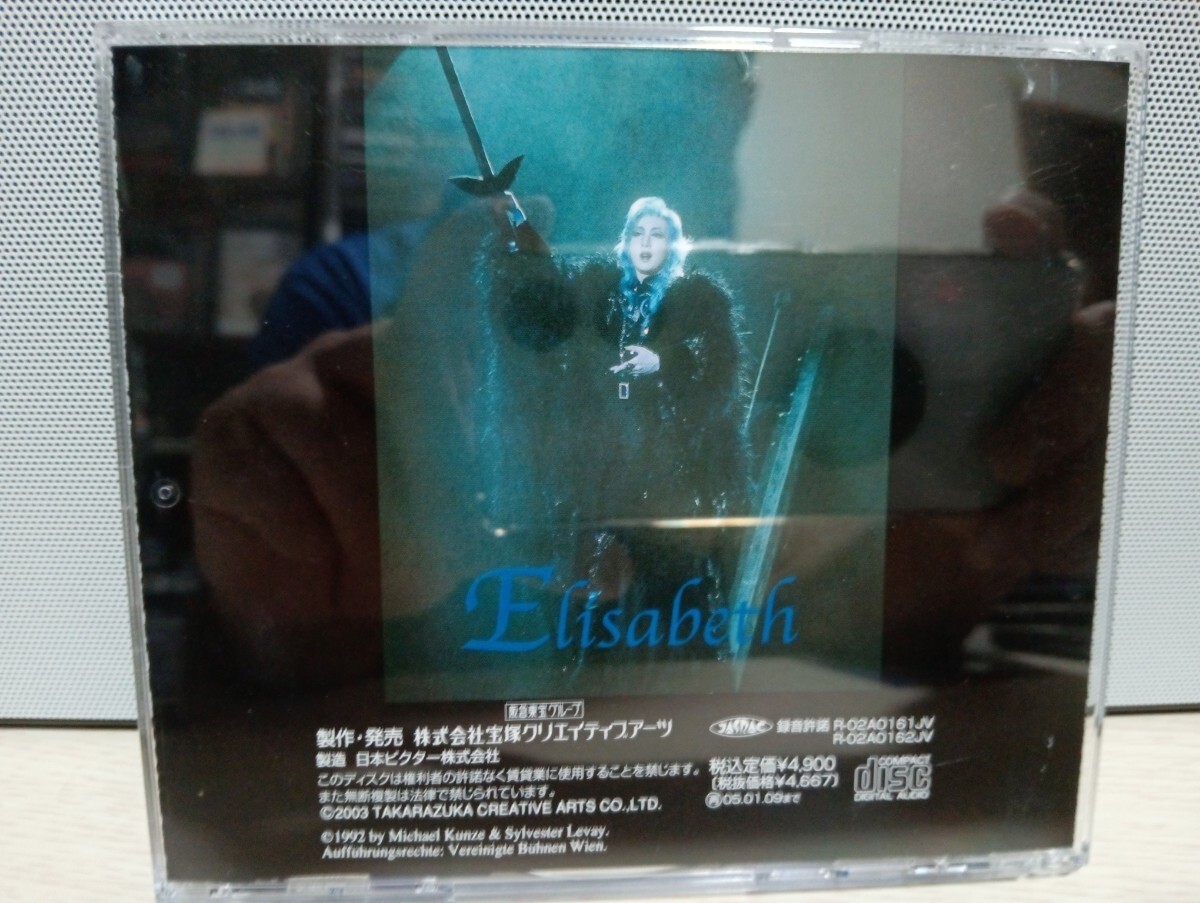 Elisabeth
阪急東宝グループ
製作・発売 株式会社宝塚クリエイティブアーツ
製造 日本ビクター株式会社
このディスクは権利者の許諾なく賃貸業に使用することを禁じます。
また無断複製は法律で禁じられています。
©2003 TAKARAZUKA CREATIVE ARTS CO.,LTD.
©1992 by Michael Kunze & Sylvester Levay.
Aufführungsrechte: Vereinigte Bühnen Wien.
JASRAC 録音許諾 R-02A0161JV
R-02A0162JV
税込定価¥4,900
(税抜価格¥4,667)
再05.01.09まで
COMPACT
disc
DIGITAL AUDIO